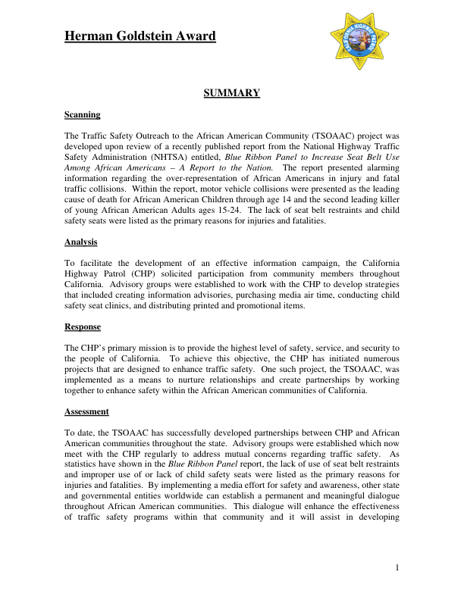 Herman Goldstein Award
SUMMARY
Scanning
The Traffic Safety Outreach to the African American Community (TSOAAC) project was
developed upon review of a recently published report from the National Highway Traffic
Safety Administration (NHTSA) entitled, Blue Ribbon Panel to Increase Seat Belt Use
Among African Americans – A Report to the Nation. The report presented alarming
information regarding the over-representation of African Americans in injury and fatal
traffic collisions. Within the report, motor vehicle collisions were presented as the leading
cause of death for African American Children through age 14 and the second leading killer
of young African American Adults ages 15-24. The lack of seat belt restraints and child
safety seats were listed as the primary reasons for injuries and fatalities.
Analysis
To facilitate the development of an effective information campaign, the California
Highway Patrol (CHP) solicited participation from community members throughout
California. Advisory groups were established to work with the CHP to develop strategies
that included creating information advisories, purchasing media air time, conducting child
safety seat clinics, and distributing printed and promotional items.
Response
The CHP's primary mission is to provide the highest level of safety, service, and security to
the people of California. To achieve this objective, the CHP has initiated numerous
projects that are designed to enhance traffic safety. One such project, the TSOAAC, was
implemented as a means to nurture relationships and create partnerships by working
together to enhance safety within the African American communities of California.
Assessment
To date, the TSOAAC has successfully developed partnerships between CHP and African
American communities throughout the state. Advisory groups were established which now
meet with the CHP regularly to address mutual concerns regarding traffic safety. As
statistics have shown in the Blue Ribbon Panel report, the lack of use of seat belt restraints
and improper use of or lack of child safety seats were listed as the primary reasons for
injuries and fatalities. By implementing a media effort for safety and awareness, other state
and governmental entities worldwide can establish a permanent and meaningful dialogue
throughout African American communities. This dialogue will enhance the effectiveness
of traffic safety programs within that community and it will assist in developing
1